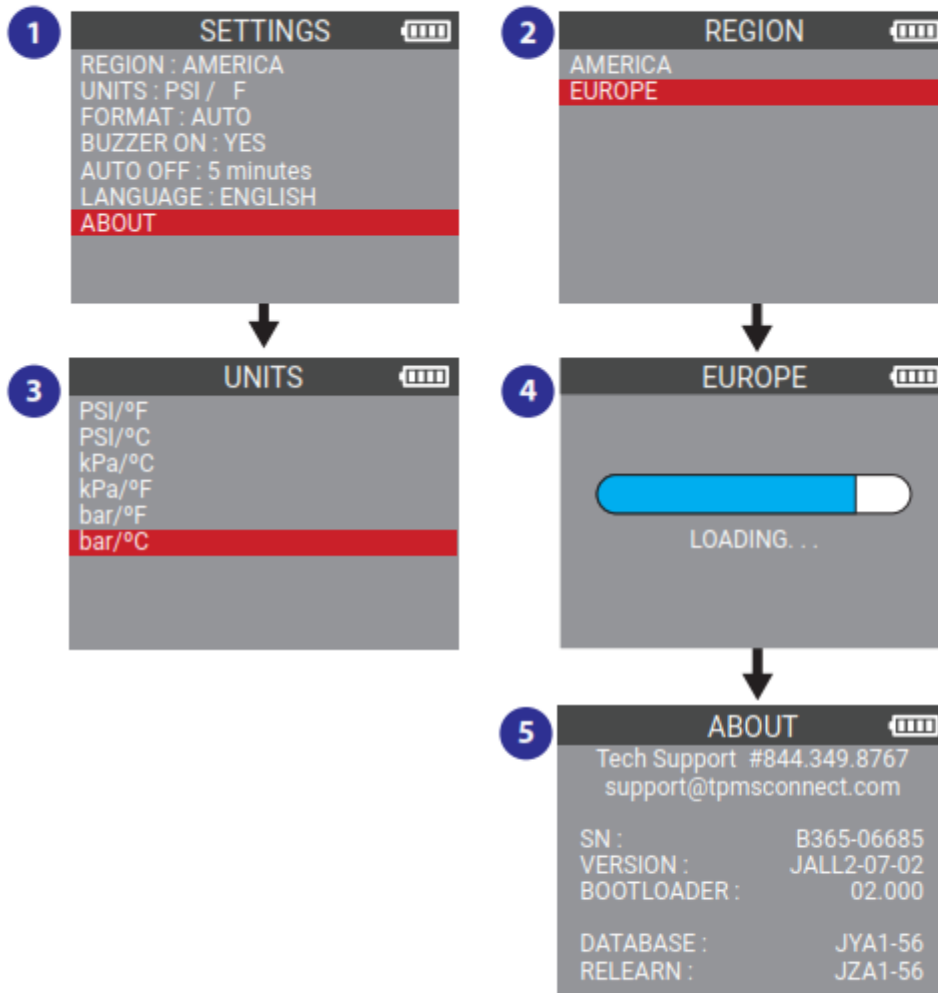 1
SETTINGS
REGION : AMERICA
UNITS : PSI / F
FORMAT : AUTO
BUZZER ON : YES
AUTO OFF : 5 minutes
LANGUAGE : ENGLISH
ABOUT
2
REGION
AMERICA
EUROPE
3
UNITS
PSI/ºF
PSI/ºC
kPa/ºC
kPa/ºF
bar/ºF
bar/ºC
4
EUROPE
LOADING. . .
5
ABOUT
Tech Support #844.349.8767
support@tpmsconnect.com
SN : B365-06685
VERSION : JALL2-07-02
BOOTLOADER : 02.000
DATABASE : JYA1-56
RELEARN : JZA1-56